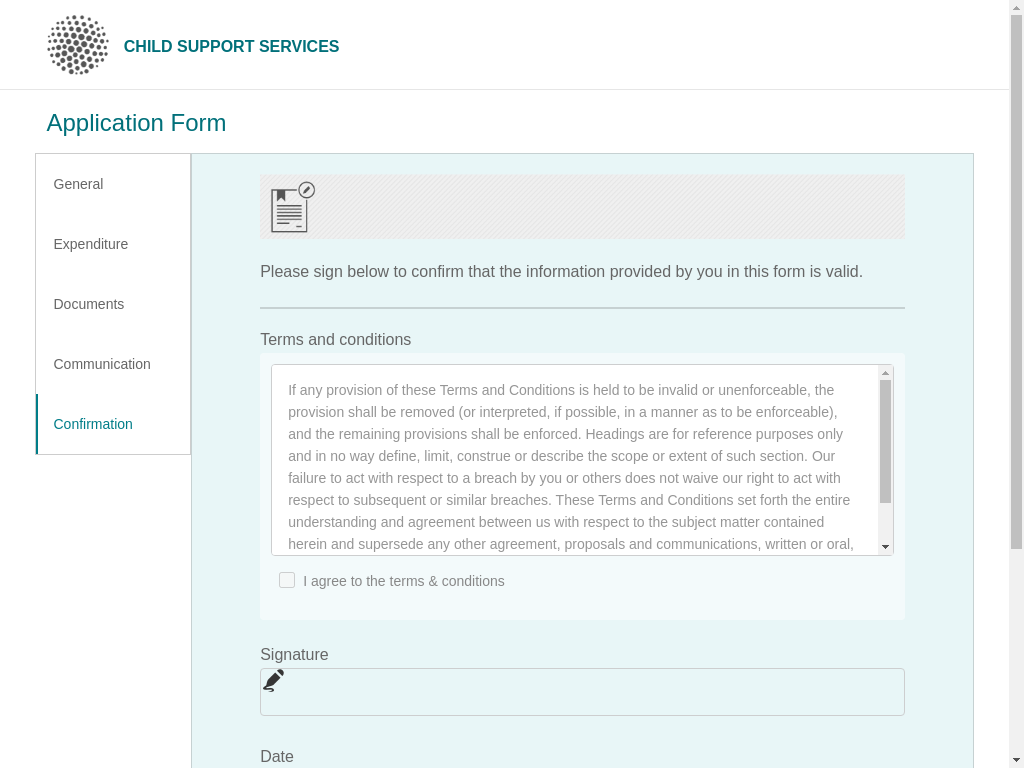 CHILD SUPPORT SERVICES
Application Form
General
Expenditure
Documents
Communication
Confirmation
Please sign below to confirm that the information provided by you in this form is valid.
Terms and conditions
If any provision of these Terms and Conditions is held to be invalid or unenforceable, the
provision shall be removed (or interpreted, if possible, in a manner as to be enforceable),
and the remaining provisions shall be enforced. Headings are for reference purposes only
and in no way define, limit, construe or describe the scope or extent of such section. Our
failure to act with respect to a breach by you or others does not waive our right to act with
respect to subsequent or similar breaches. These Terms and Conditions set forth the entire
understanding and agreement between us with respect to the subject matter contained
herein and supersede any other agreement, proposals and communications, written or oral,
I agree to the terms & conditions
Signature
Date